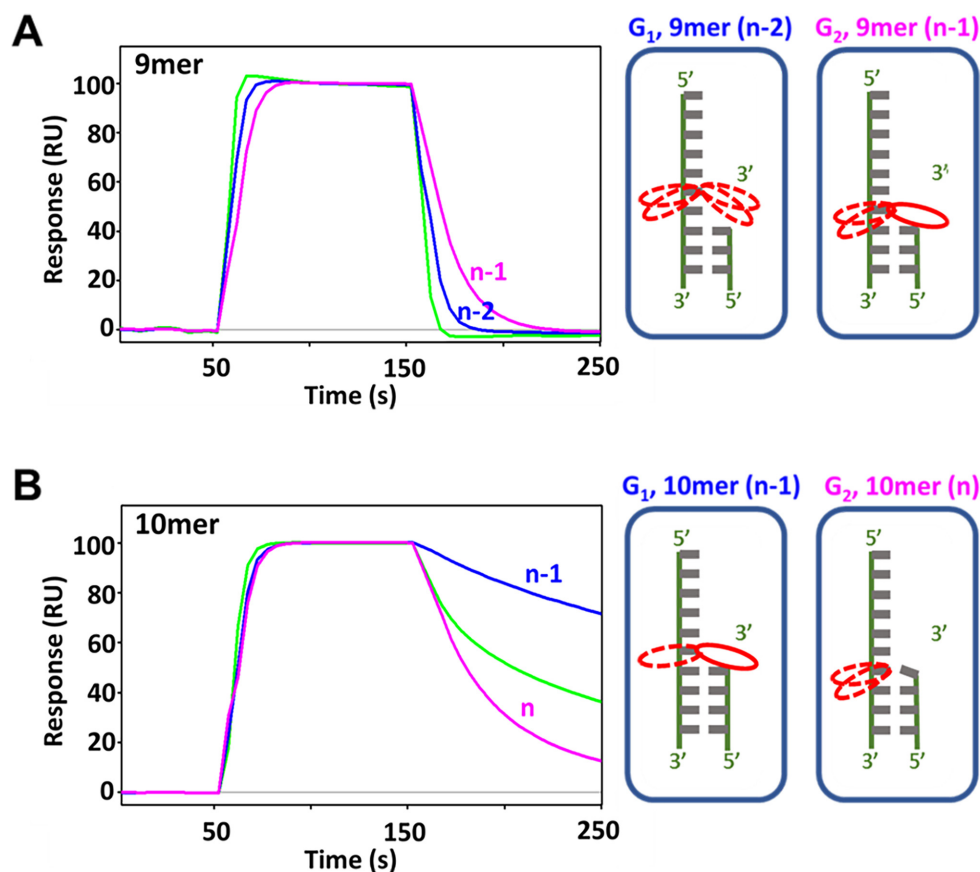 A
9mer
Response (RU)
100
80
60
40
20
0
n-1
n-2
50
150
250
Time (s)
G1, 9mer (n-2)
5’
3’
3’
5’
G2, 9mer (n-1)
5’
3’
3’
5’
B
10mer
Response (RU)
100
80
60
40
20
0
n-1
n
50
150
250
Time (s)
G1, 10mer (n-1)
5’
3’
3’
5’
G2, 10mer (n)
5’
3’
3’
5’